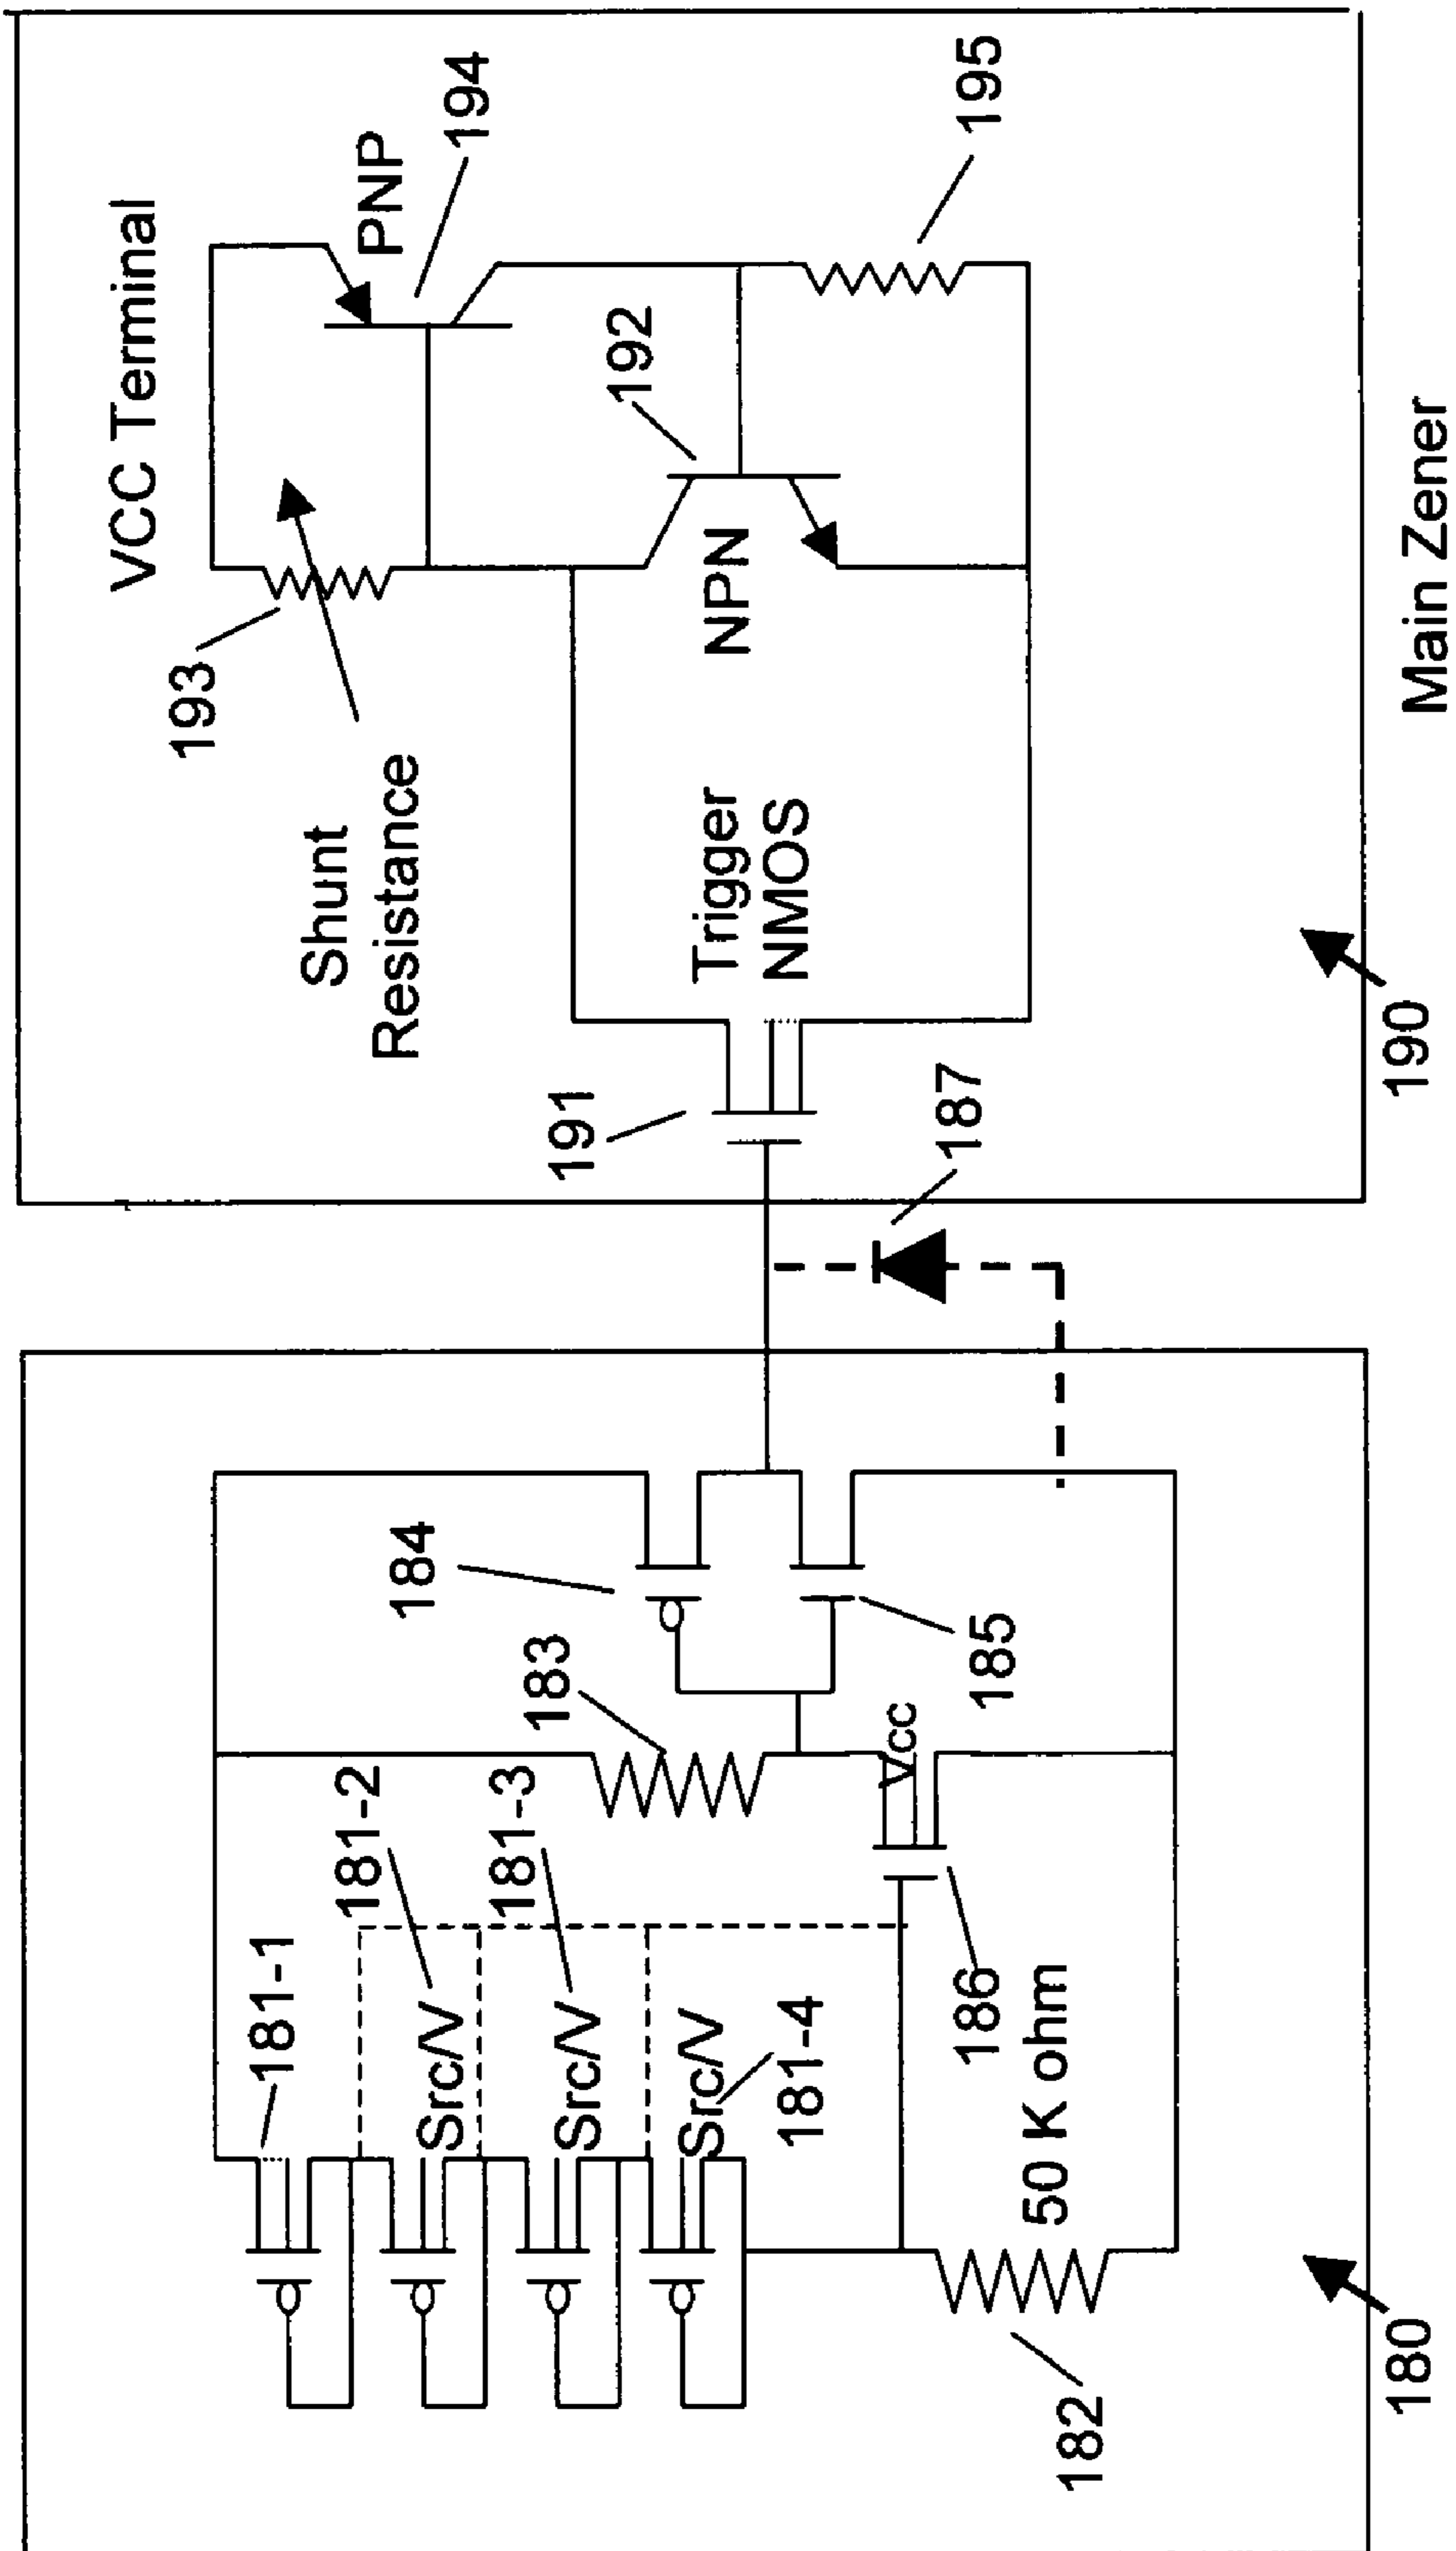 181-1
181-2
Src/V
181-3
Src/V
Src/V
181-4
183
184
185
Vcc
186
50 K ohm
182
180
187
VCC Terminal
193
Shunt
Resistance
PNP
194
191
Trigger
NMOS
NPN
192
195
190
Main Zener